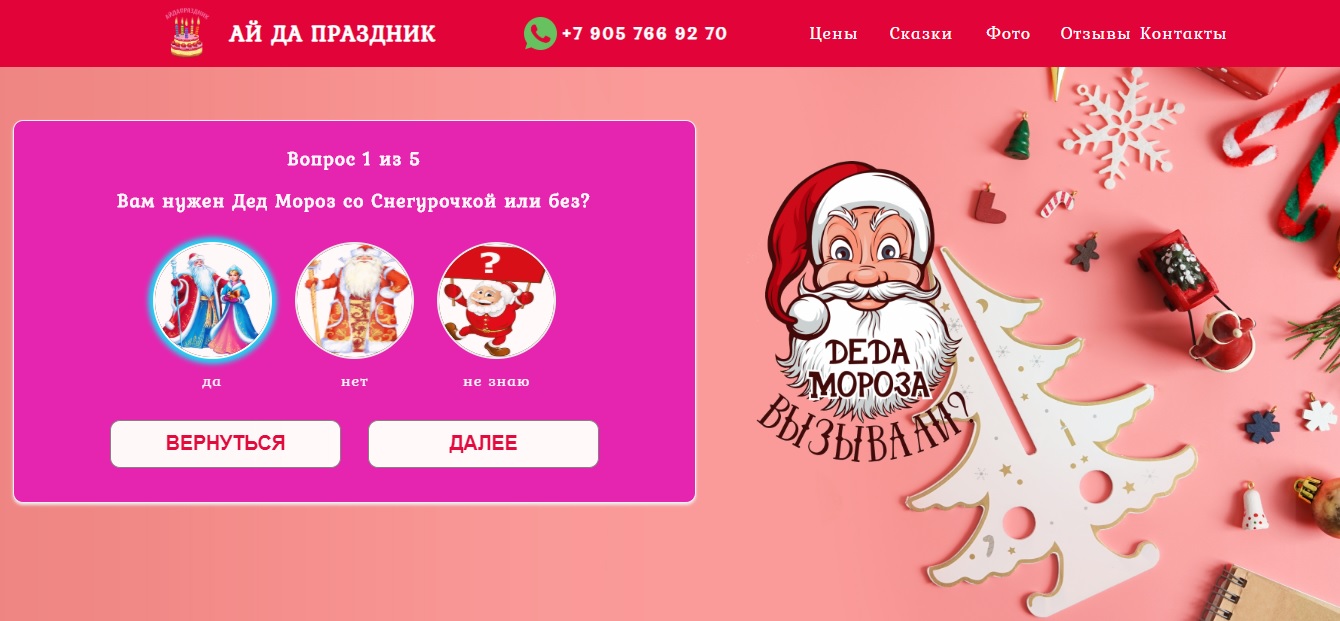 АЙДАПРАЗДНИК
АЙ ДА ПРАЗДНИК
+7 905 766 92 70
Цены Сказки Фото Отзывы Контакты
Вопрос 1 из 5
Вам нужен Дед Мороз со Снегурочкой или без?
?
да нет не знаю
ВЕРНУТЬСЯ ДАЛЕЕ
ДЕДА
МОРОЗА
ВЫЗЫВАЛИ?